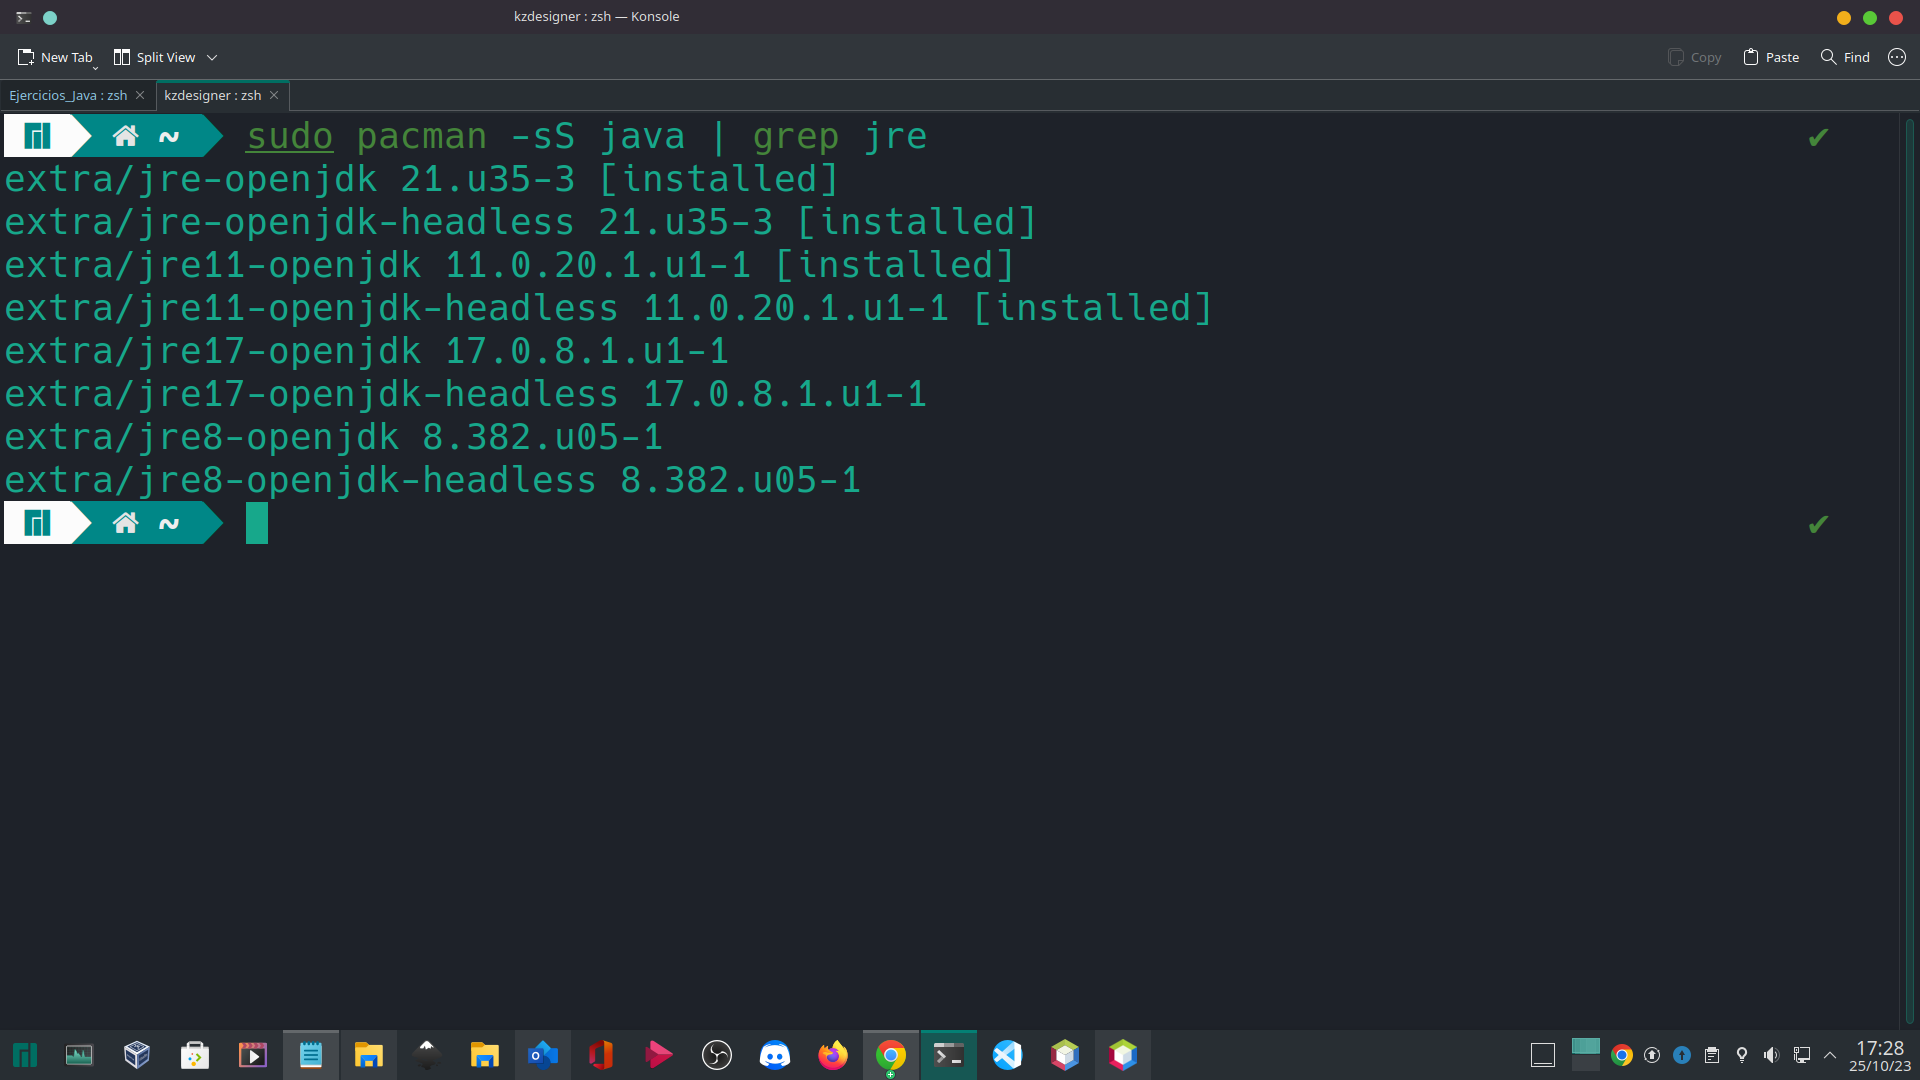 kzdesigner : zsh — Konsole
New Tab Split View Copy Paste Find
Ejercicios_Java : zsh kzdesigner : zsh
~ sudo pacman -sS java | grep jre ✔
extra/jre-openjdk 21.u35-3 [installed]
extra/jre-openjdk-headless 21.u35-3 [installed]
extra/jre11-openjdk 11.0.20.1.u1-1 [installed]
extra/jre11-openjdk-headless 11.0.20.1.u1-1 [installed]
extra/jre17-openjdk 17.0.8.1.u1-1
extra/jre17-openjdk-headless 17.0.8.1.u1-1
extra/jre8-openjdk 8.382.u05-1
extra/jre8-openjdk-headless 8.382.u05-1
~ ✔
17:28
25/10/23